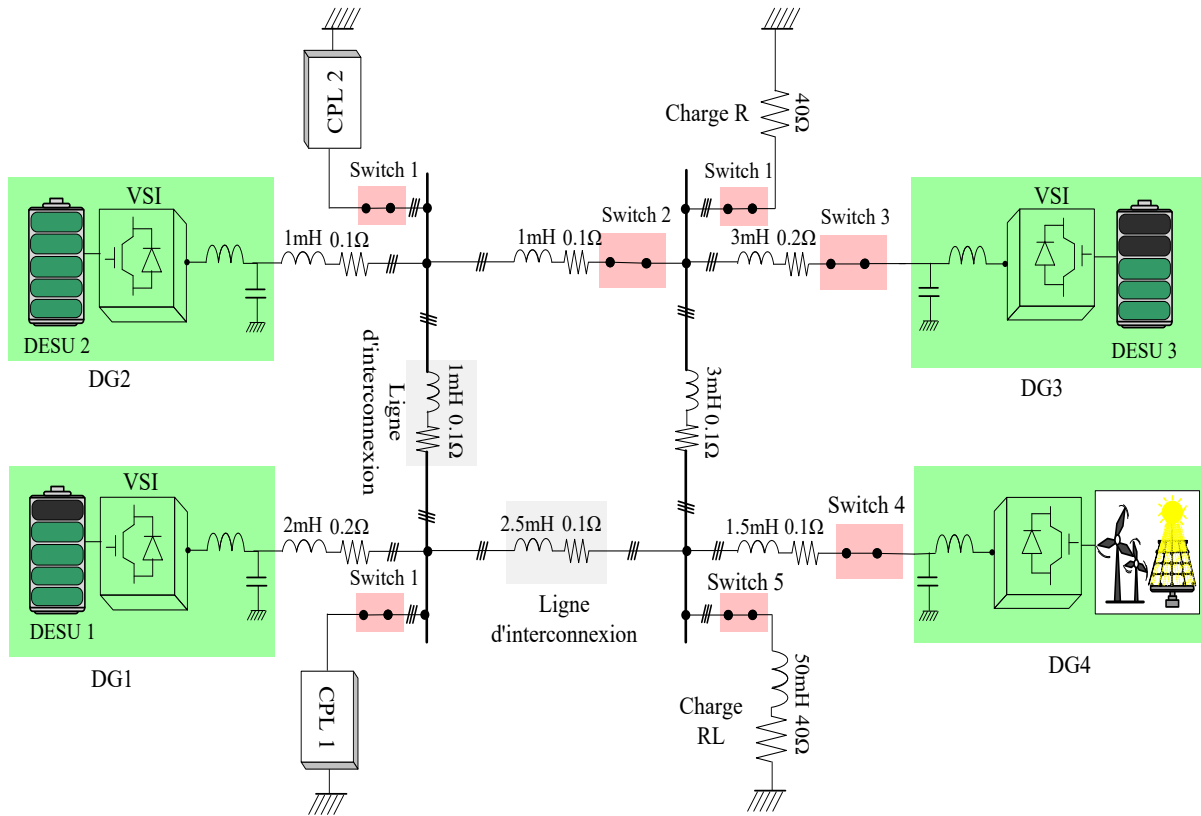 CPL 2
Switch 1
VSI
DESU 2
DG2
1mH 0.1Ω
1mH 0.1Ω
Switch 2
Charge R
40Ω
Switch 1
3mH 0.2Ω
Switch 3
VSI
DESU 3
DG3
Ligne
d'interconnexion
1mH 0.1Ω
3mH 0.1Ω
VSI
DESU 1
DG1
2mH 0.2Ω
Switch 1
CPL 1
2.5mH 0.1Ω
Ligne
d'interconnexion
1.5mH 0.1Ω
Switch 4
Switch 5
Charge
RL
50mH 40Ω
DG4